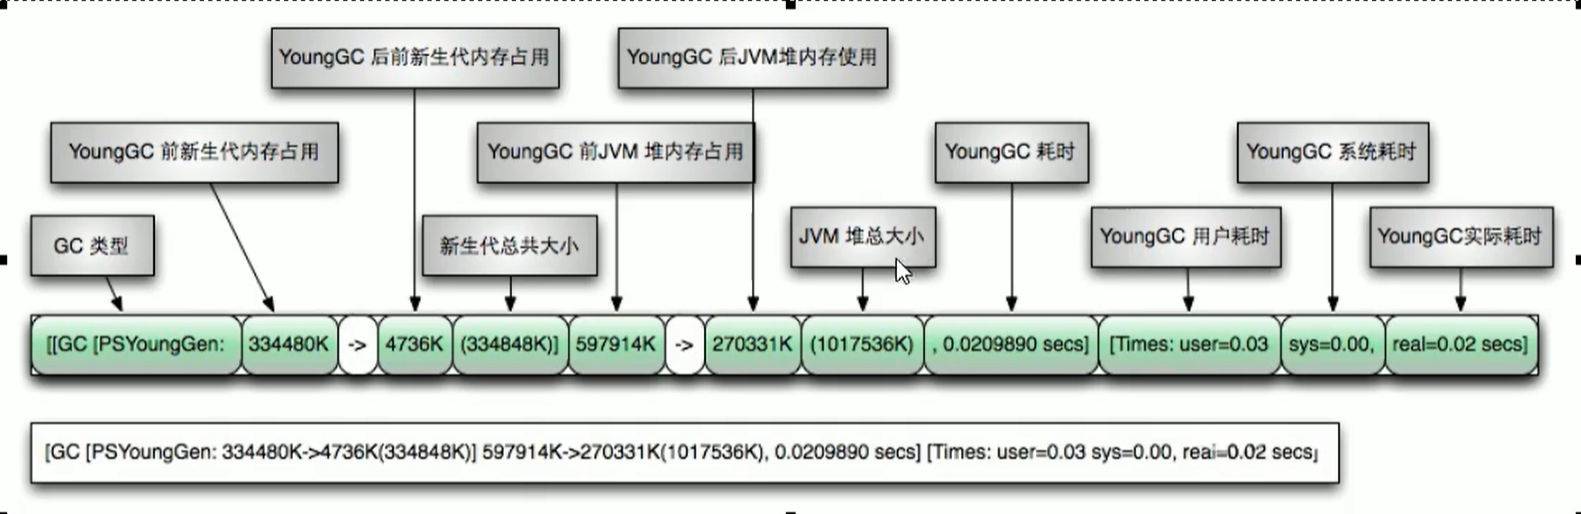 YoungGC 后前新生代内存占用
YoungGC 后JVM堆内存使用
YoungGC 前新生代内存占用
YoungGC 前JVM 堆内存占用
YoungGC 耗时
YoungGC 系统耗时
GC 类型
新生代总共大小
JVM 堆总大小
YoungGC 用户耗时
YoungGC实际耗时
[[GC [PSYoungGen: 334480K -> 4736K (334848K)] 597914K -> 270331K (1017536K) , 0.0209890 secs] [Times: user=0.03 sys=0.00, real=0.02 secs]
[GC [PSYoungGen: 334480K->4736K(334848K)] 597914K->270331K(1017536K), 0.0209890 secs] [Times: user=0.03 sys=0.00, real=0.02 secs]